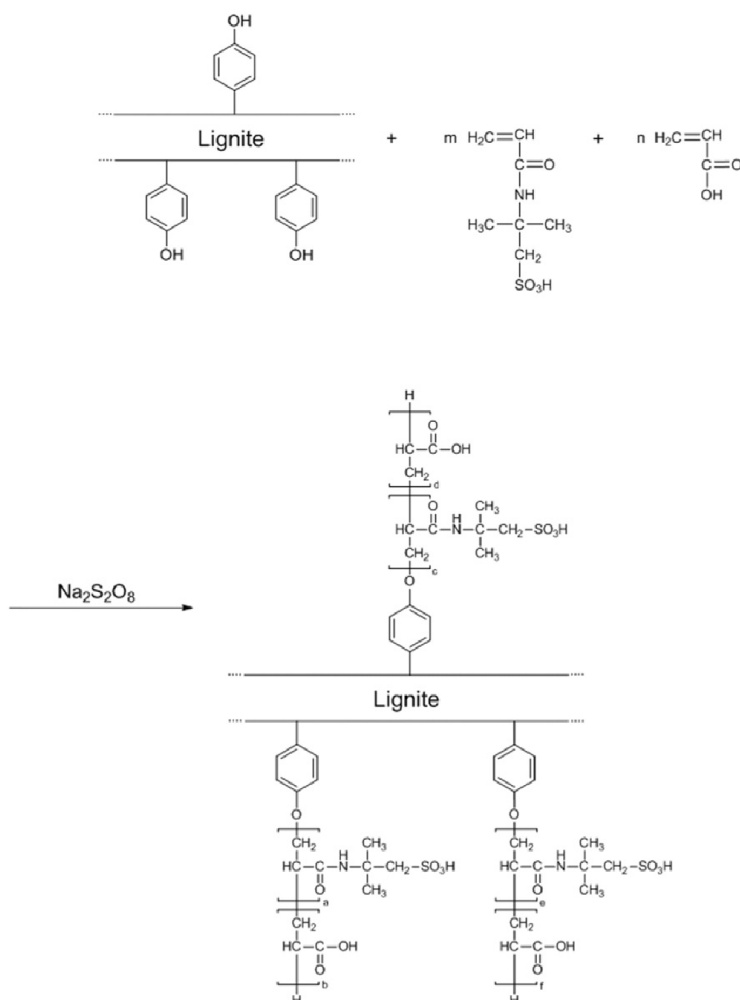 OH
Lignite
+
m H₂C=CH
C=O
NH
H₃C
C
CH₃
CH₂
SO₃H
+
n H₂C=CH
C=O
OH
OH
OH
H
O
HC
C
OH
CH₂
d
O
HC
C
H
N
C
CH₃
CH₃
CH₂
SO₃H
CH₂
c
O
Na₂S₂O₈
Lignite
O
CH₂
HC
C
O
H
N
C
CH₃
CH₃
CH₂
SO₃H
a
CH₂
HC
C
OH
O
b
H
O
CH₂
HC
C
O
H
N
C
CH₃
CH₃
CH₂
SO₃H
e
CH₂
HC
C
OH
O
f
H